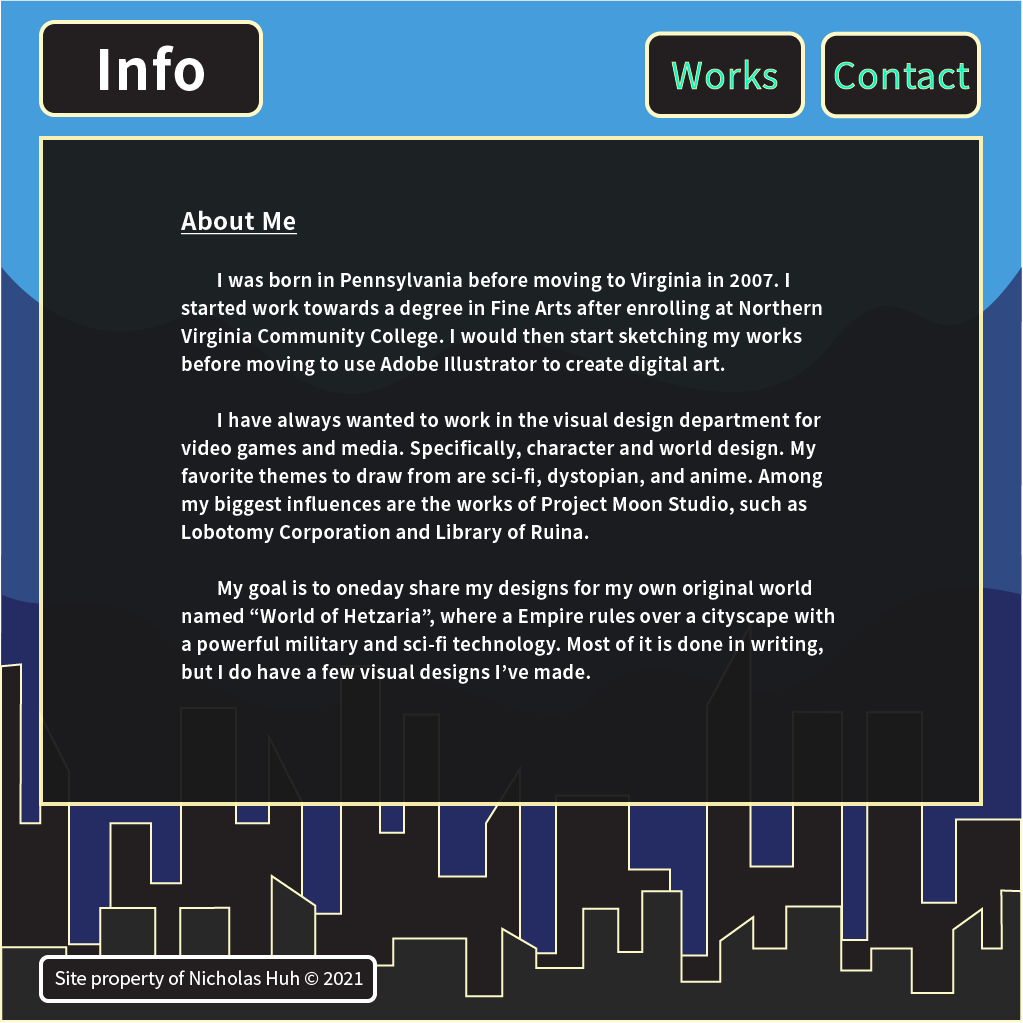 Info
Works
Contact
About Me
I was born in Pennsylvania before moving to Virginia in 2007. I
started work towards a degree in Fine Arts after enrolling at Northern
Virginia Community College. I would then start sketching my works
before moving to use Adobe Illustrator to create digital art.
I have always wanted to work in the visual design department for
video games and media. Specifically, character and world design. My
favorite themes to draw from are sci-fi, dystopian, and anime. Among
my biggest influences are the works of Project Moon Studio, such as
Lobotomy Corporation and Library of Ruina.
My goal is to oneday share my designs for my own original world
named “World of Hetzaria”, where a Empire rules over a cityscape with
a powerful military and sci-fi technology. Most of it is done in writing,
but I do have a few visual designs I’ve made.
Site property of Nicholas Huh © 2021